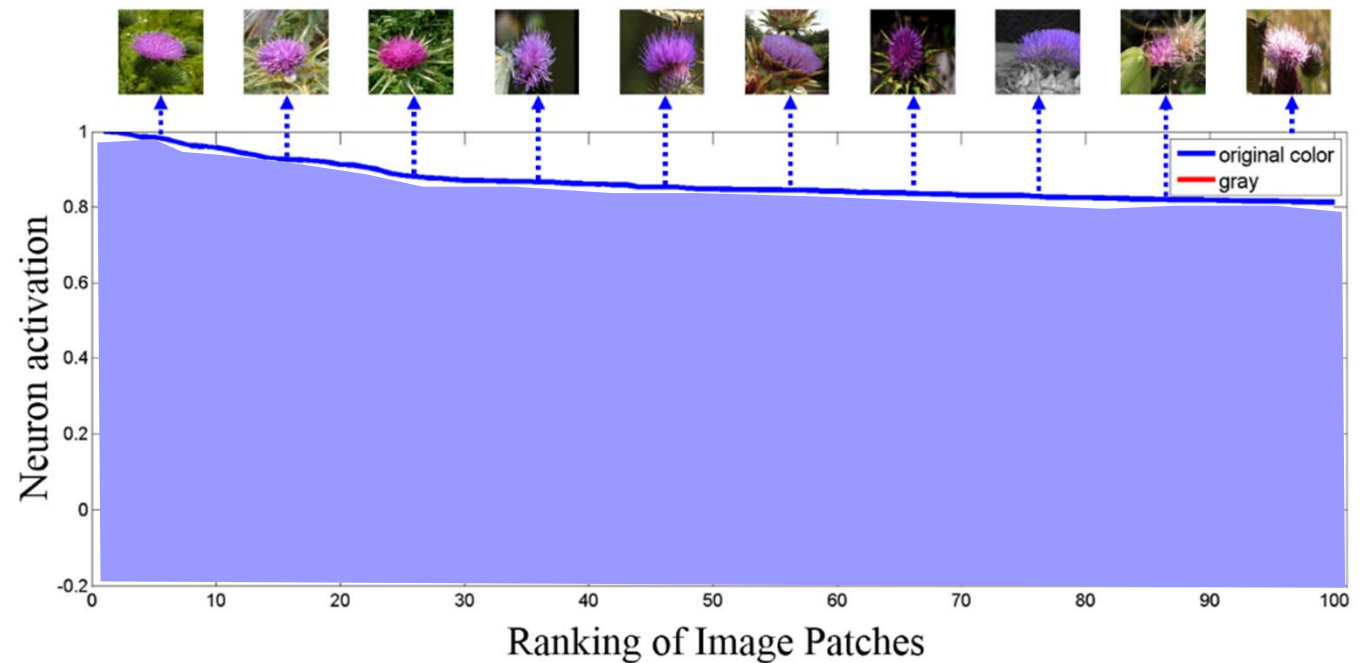 1
0.8
0.6
0.4
0.2
0
-0.2
Neuron activation
original color
gray
0 10 20 30 40 50 60 70 80 90 100
Ranking of Image Patches